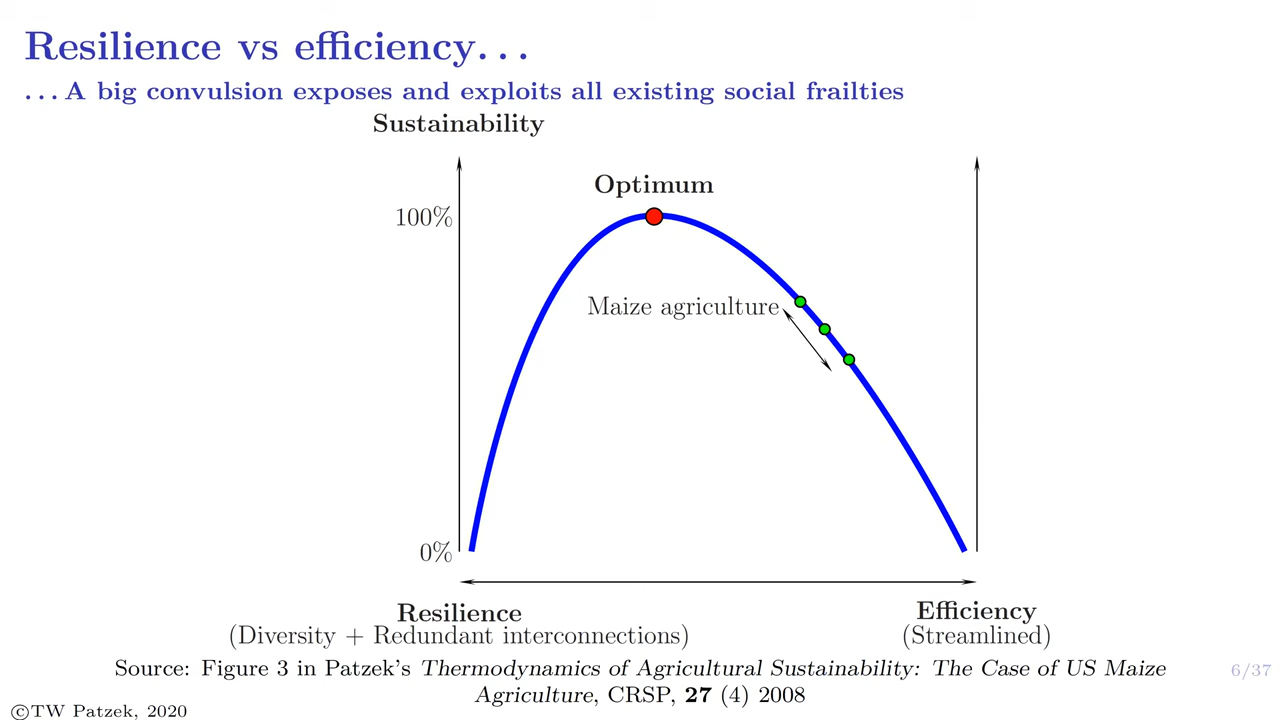 Resilience vs efficiency. . .
. . . A big convulsion exposes and exploits all existing social frailties
Sustainability
Optimum
100%
Maize agriculture
0%
Resilience
(Diversity + Redundant interconnections)
Efficiency
(Streamlined)
Source: Figure 3 in Patzek's Thermodynamics of Agricultural Sustainability: The Case of US Maize
Agriculture, CRSP, 27 (4) 2008
6/37
©TW Patzek, 2020